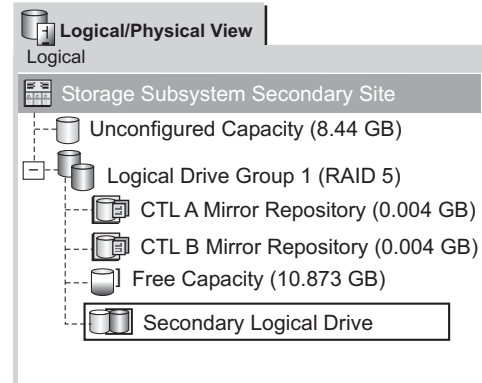 Logical/Physical View
Logical
Storage Subsystem Secondary Site
Unconfigured Capacity (8.44 GB)
Logical Drive Group 1 (RAID 5)
CTL A Mirror Repository (0.004 GB)
CTL B Mirror Repository (0.004 GB)
Free Capacity (10.873 GB)
Secondary Logical Drive